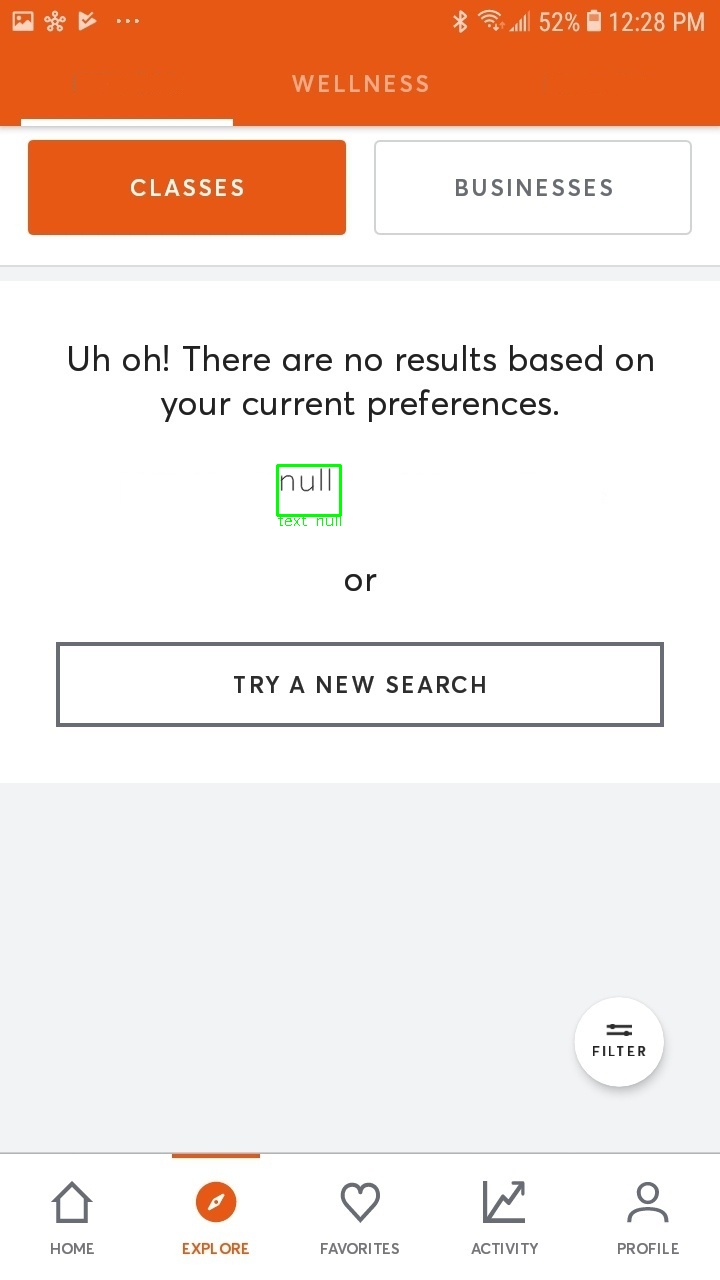 52% 12:28 PM
WELLNESS
CLASSES
BUSINESSES
Uh oh! There are no results based on
your current preferences.
null
text null
or
TRY A NEW SEARCH
FILTER
HOME
EXPLORE
FAVORITES
ACTIVITY
PROFILE